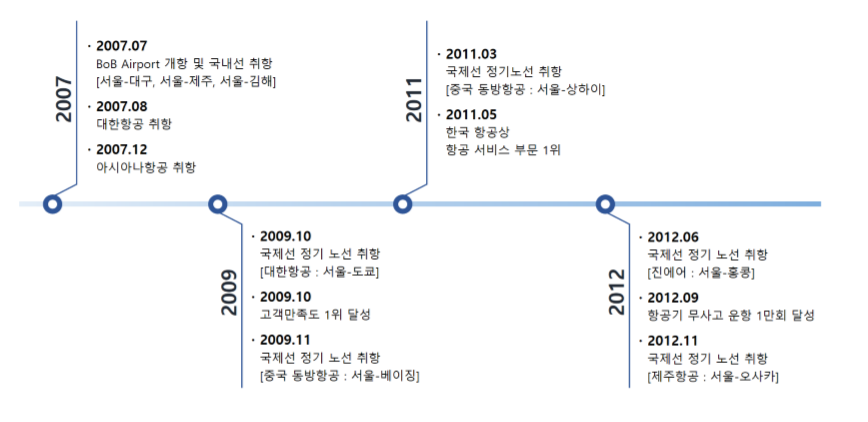 2007
· 2007.07
BoB Airport 개항 및 국내선 취항
[서울-대구, 서울-제주, 서울-김해]
· 2007.08
대한항공 취항
· 2007.12
아시아나항공 취항
2009
· 2009.10
국제선 정기 노선 취항
[대한항공 : 서울-도쿄]
· 2009.10
고객만족도 1위 달성
· 2009.11
국제선 정기 노선 취항
[중국 동방항공 : 서울-베이징]
2011
· 2011.03
국제선 정기노선 취항
[중국 동방항공 : 서울-상하이]
· 2011.05
한국 항공상
항공 서비스 부문 1위
2012
· 2012.06
국제선 정기 노선 취항
[진에어 : 서울-홍콩]
· 2012.09
항공기 무사고 운항 1만회 달성
· 2012.11
국제선 정기 노선 취항
[제주항공 : 서울-오사카]